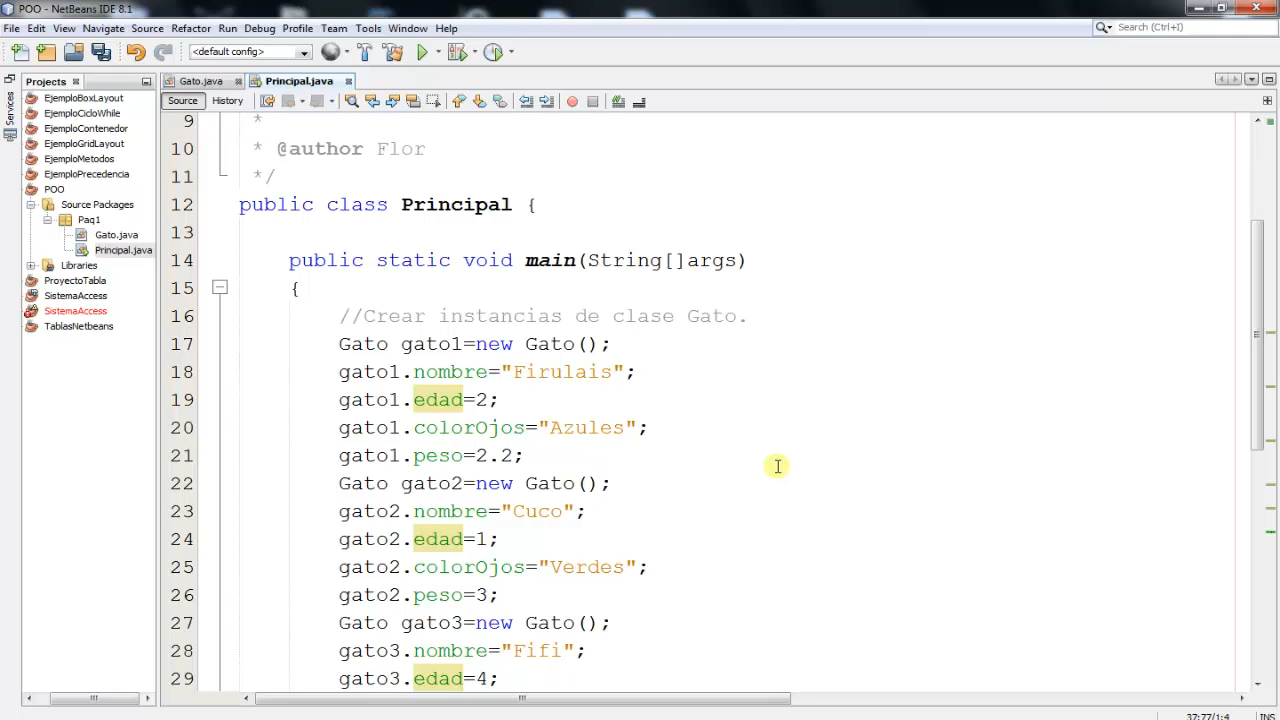 POO - NetBeans IDE 8.1
File Edit View Navigate Source Refactor Run Debug Profile Team Tools Window Help
Search (Ctrl+I)
<default config>
Projects
Gato.java
Principal.java
Services
Source
History
EjemploBoxLayout
EjemploCicloWhile
EjemploContenedor
EjemploGridLayout
EjemploMetodos
EjemploPrecedencia
POO
Source Packages
Paq1
Gato.java
Principal.java
Libraries
ProyectoTabla
SistemaAccess
SistemaAccess
TablasNetbeans
9 *
10 * @author Flor
11 */
12 public class Principal {
13
14 public static void main(String[]args)
15 {
16 //Crear instancias de clase Gato.
17 Gato gato1=new Gato();
18 gato1.nombre="Firulais";
19 gato1.edad=2;
20 gato1.colorOjos="Azules";
21 gato1.peso=2.2;
22 Gato gato2=new Gato();
23 gato2.nombre="Cuco";
24 gato2.edad=1;
25 gato2.colorOjos="Verdes";
26 gato2.peso=3;
27 Gato gato3=new Gato();
28 gato3.nombre="Fifi";
29 gato3.edad=4;
37:77/1:4
INS